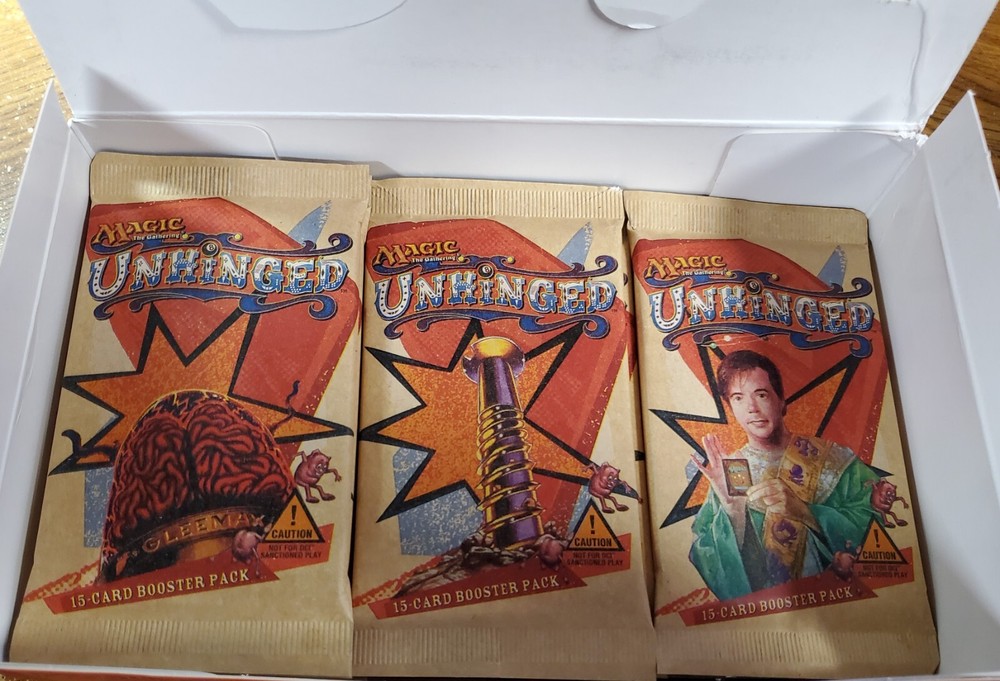 MAGIC
The Gathering
UNHINGED
GLEEMAX
!
CAUTION
NOT FOR DCI
SANCTIONED PLAY
15-CARD BOOSTER PACK
MAGIC
The Gathering
UNHINGED
!
CAUTION
NOT FOR DCI
SANCTIONED PLAY
15-CARD BOOSTER PACK
MAGIC
The Gathering
UNHINGED
!
CAUTION
NOT FOR DCI
SANCTIONED PLAY
15-CARD BOOSTER PACK